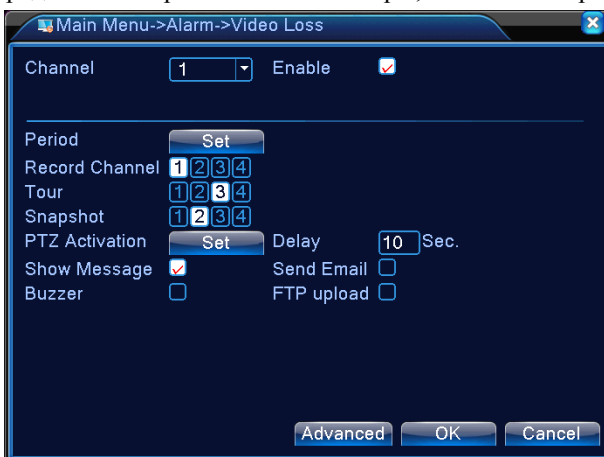 Main Menu->Alarm->Video Loss
Channel 1 Enable
Period Set
Record Channel 1 2 3 4
Tour 1 2 3 4
Snapshot 1 2 3 4
PTZ Activation Set Delay 10 Sec.
Show Message Send Email
Buzzer FTP upload
Advanced OK Cancel